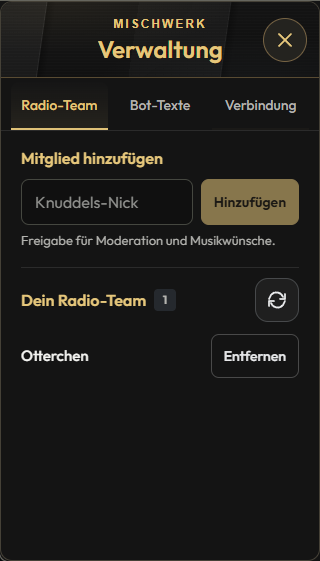 MISCHWERK
Verwaltung
Radio-Team
Bot-Texte
Verbindung
Mitglied hinzufügen
Knuddels-Nick
Hinzufügen
Freigabe für Moderation und Musikwünsche.
Dein Radio-Team 1
Otterchen
Entfernen